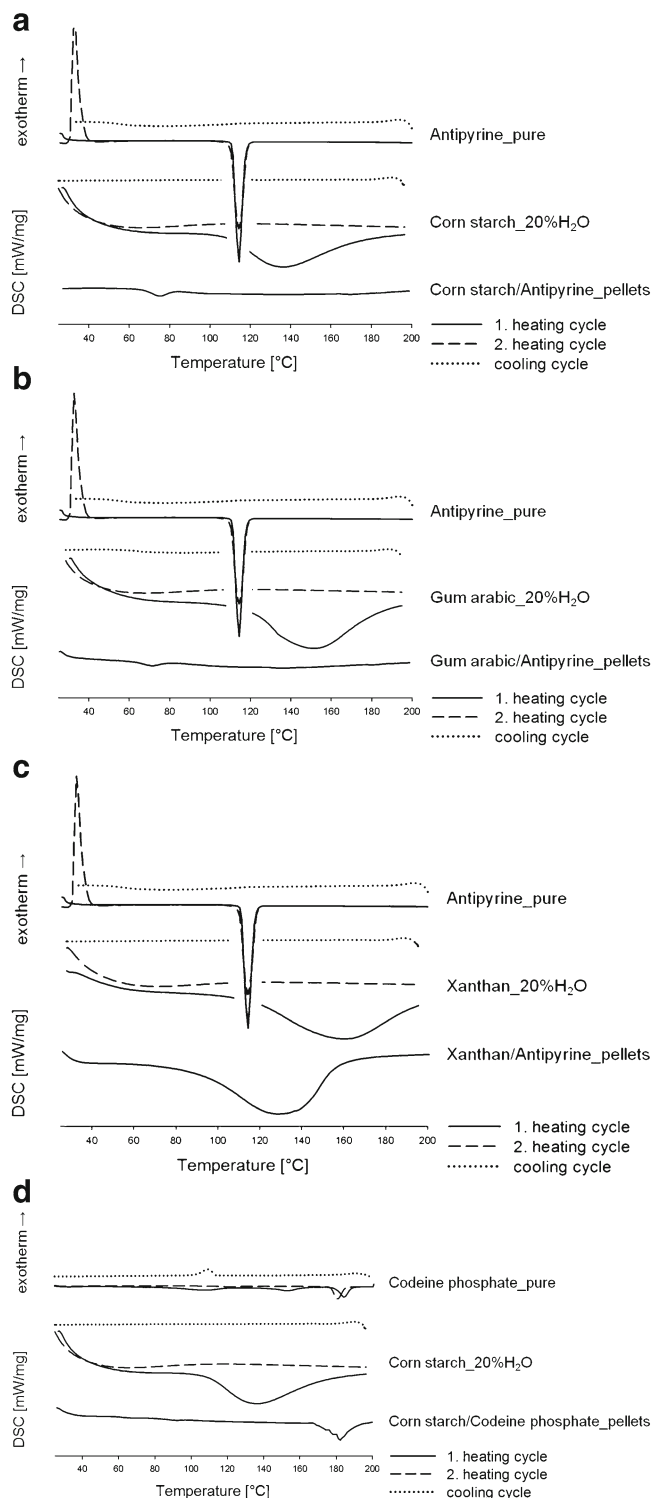 a
exotherm →
DSC [mW/mg]
Antipyrine_pure
Corn starch_20%H₂O
Corn starch/Antipyrine_pellets
40 60 80 100 120 140 160 180 200
Temperature [°C]
1. heating cycle
2. heating cycle
cooling cycle
b
exotherm →
DSC [mW/mg]
Antipyrine_pure
Gum arabic_20%H₂O
Gum arabic/Antipyrine_pellets
40 60 80 100 120 140 160 180 200
Temperature [°C]
1. heating cycle
2. heating cycle
cooling cycle
c
exotherm →
DSC [mW/mg]
Antipyrine_pure
Xanthan_20%H₂O
Xanthan/Antipyrine_pellets
40 60 80 100 120 140 160 180 200
Temperature [°C]
1. heating cycle
2. heating cycle
cooling cycle
d
exotherm →
DSC [mW/mg]
Codeine phosphate_pure
Corn starch_20%H₂O
Corn starch/Codeine phosphate_pellets
40 60 80 100 120 140 160 180 200
Temperature [°C]
1. heating cycle
2. heating cycle
cooling cycle